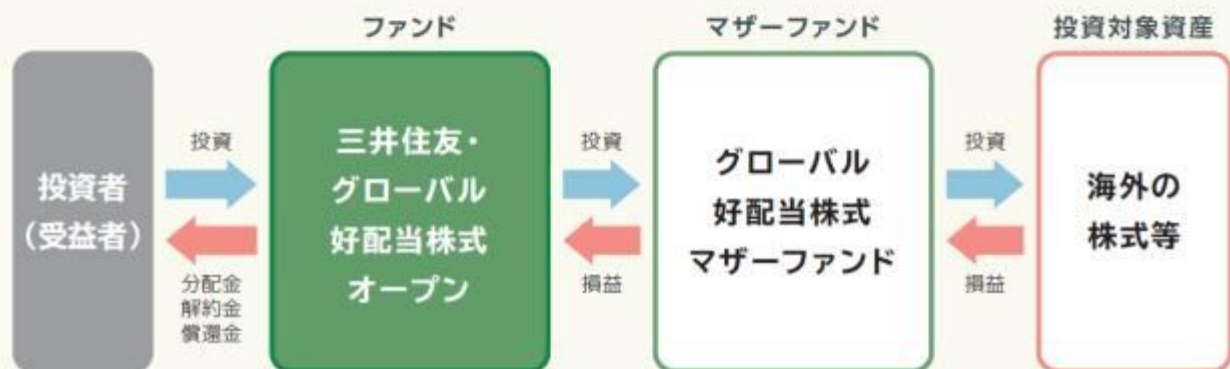 ファンド
マザーファンド
投資対象資産
投資者
(受益者)
投資
分配金
解約金
償還金
三井住友・
グローバル
好配当株式
オープン
投資
損益
グローバル
好配当株式
マザーファンド
投資
損益
海外の
株式等